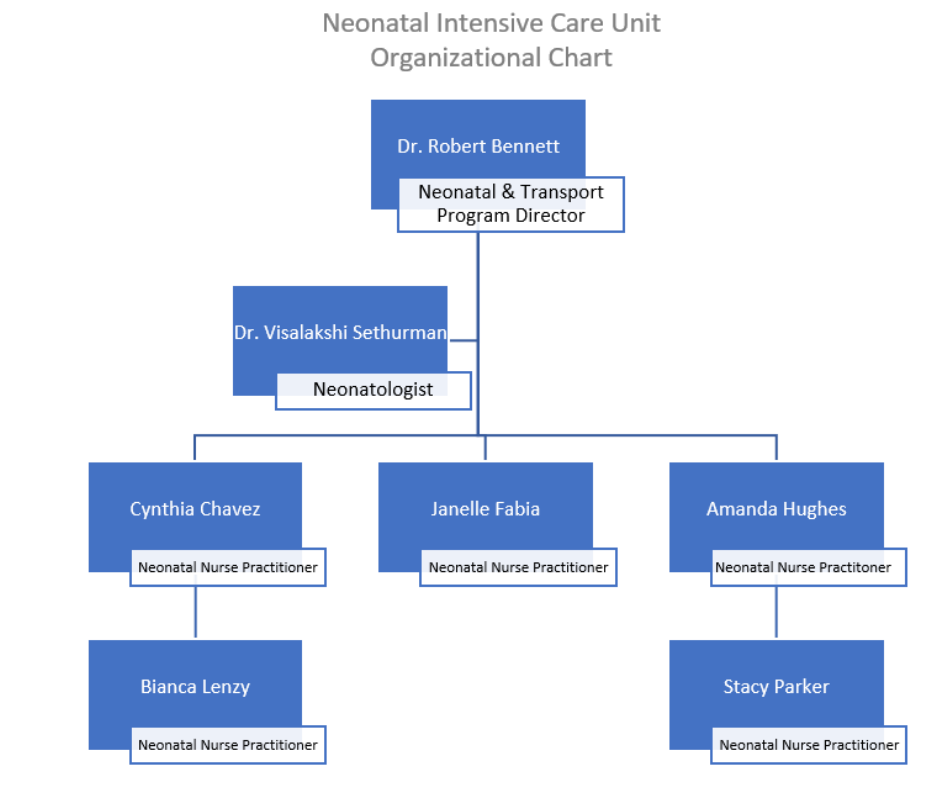 Neonatal Intensive Care Unit
Organizational Chart
Dr. Robert Bennett
Neonatal & Transport
Program Director
Dr. Visalakshi Sethurman
Neonatologist
Cynthia Chavez
Neonatal Nurse Practitioner
Janelle Fabia
Neonatal Nurse Practitioner
Amanda Hughes
Neonatal Nurse Practitoner
Bianca Lenzy
Neonatal Nurse Practitioner
Stacy Parker
Neonatal Nurse Practitioner